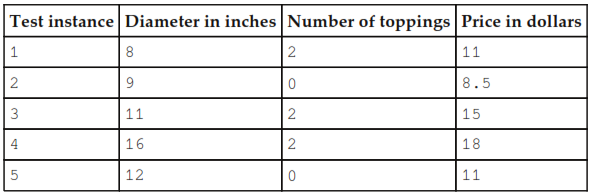 Test instance Diameter in inches Number of toppings Price in dollars
1 8 2 11
2 9 0 8.5
3 11 2 15
4 16 2 18
5 12 0 11